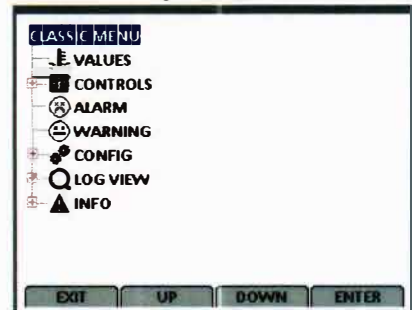 CLASSIC MENU
VALUES
CONTROLS
ALARM
WARNING
CONFIG
LOG VIEW
INFO
EXIT UP DOWN ENTER